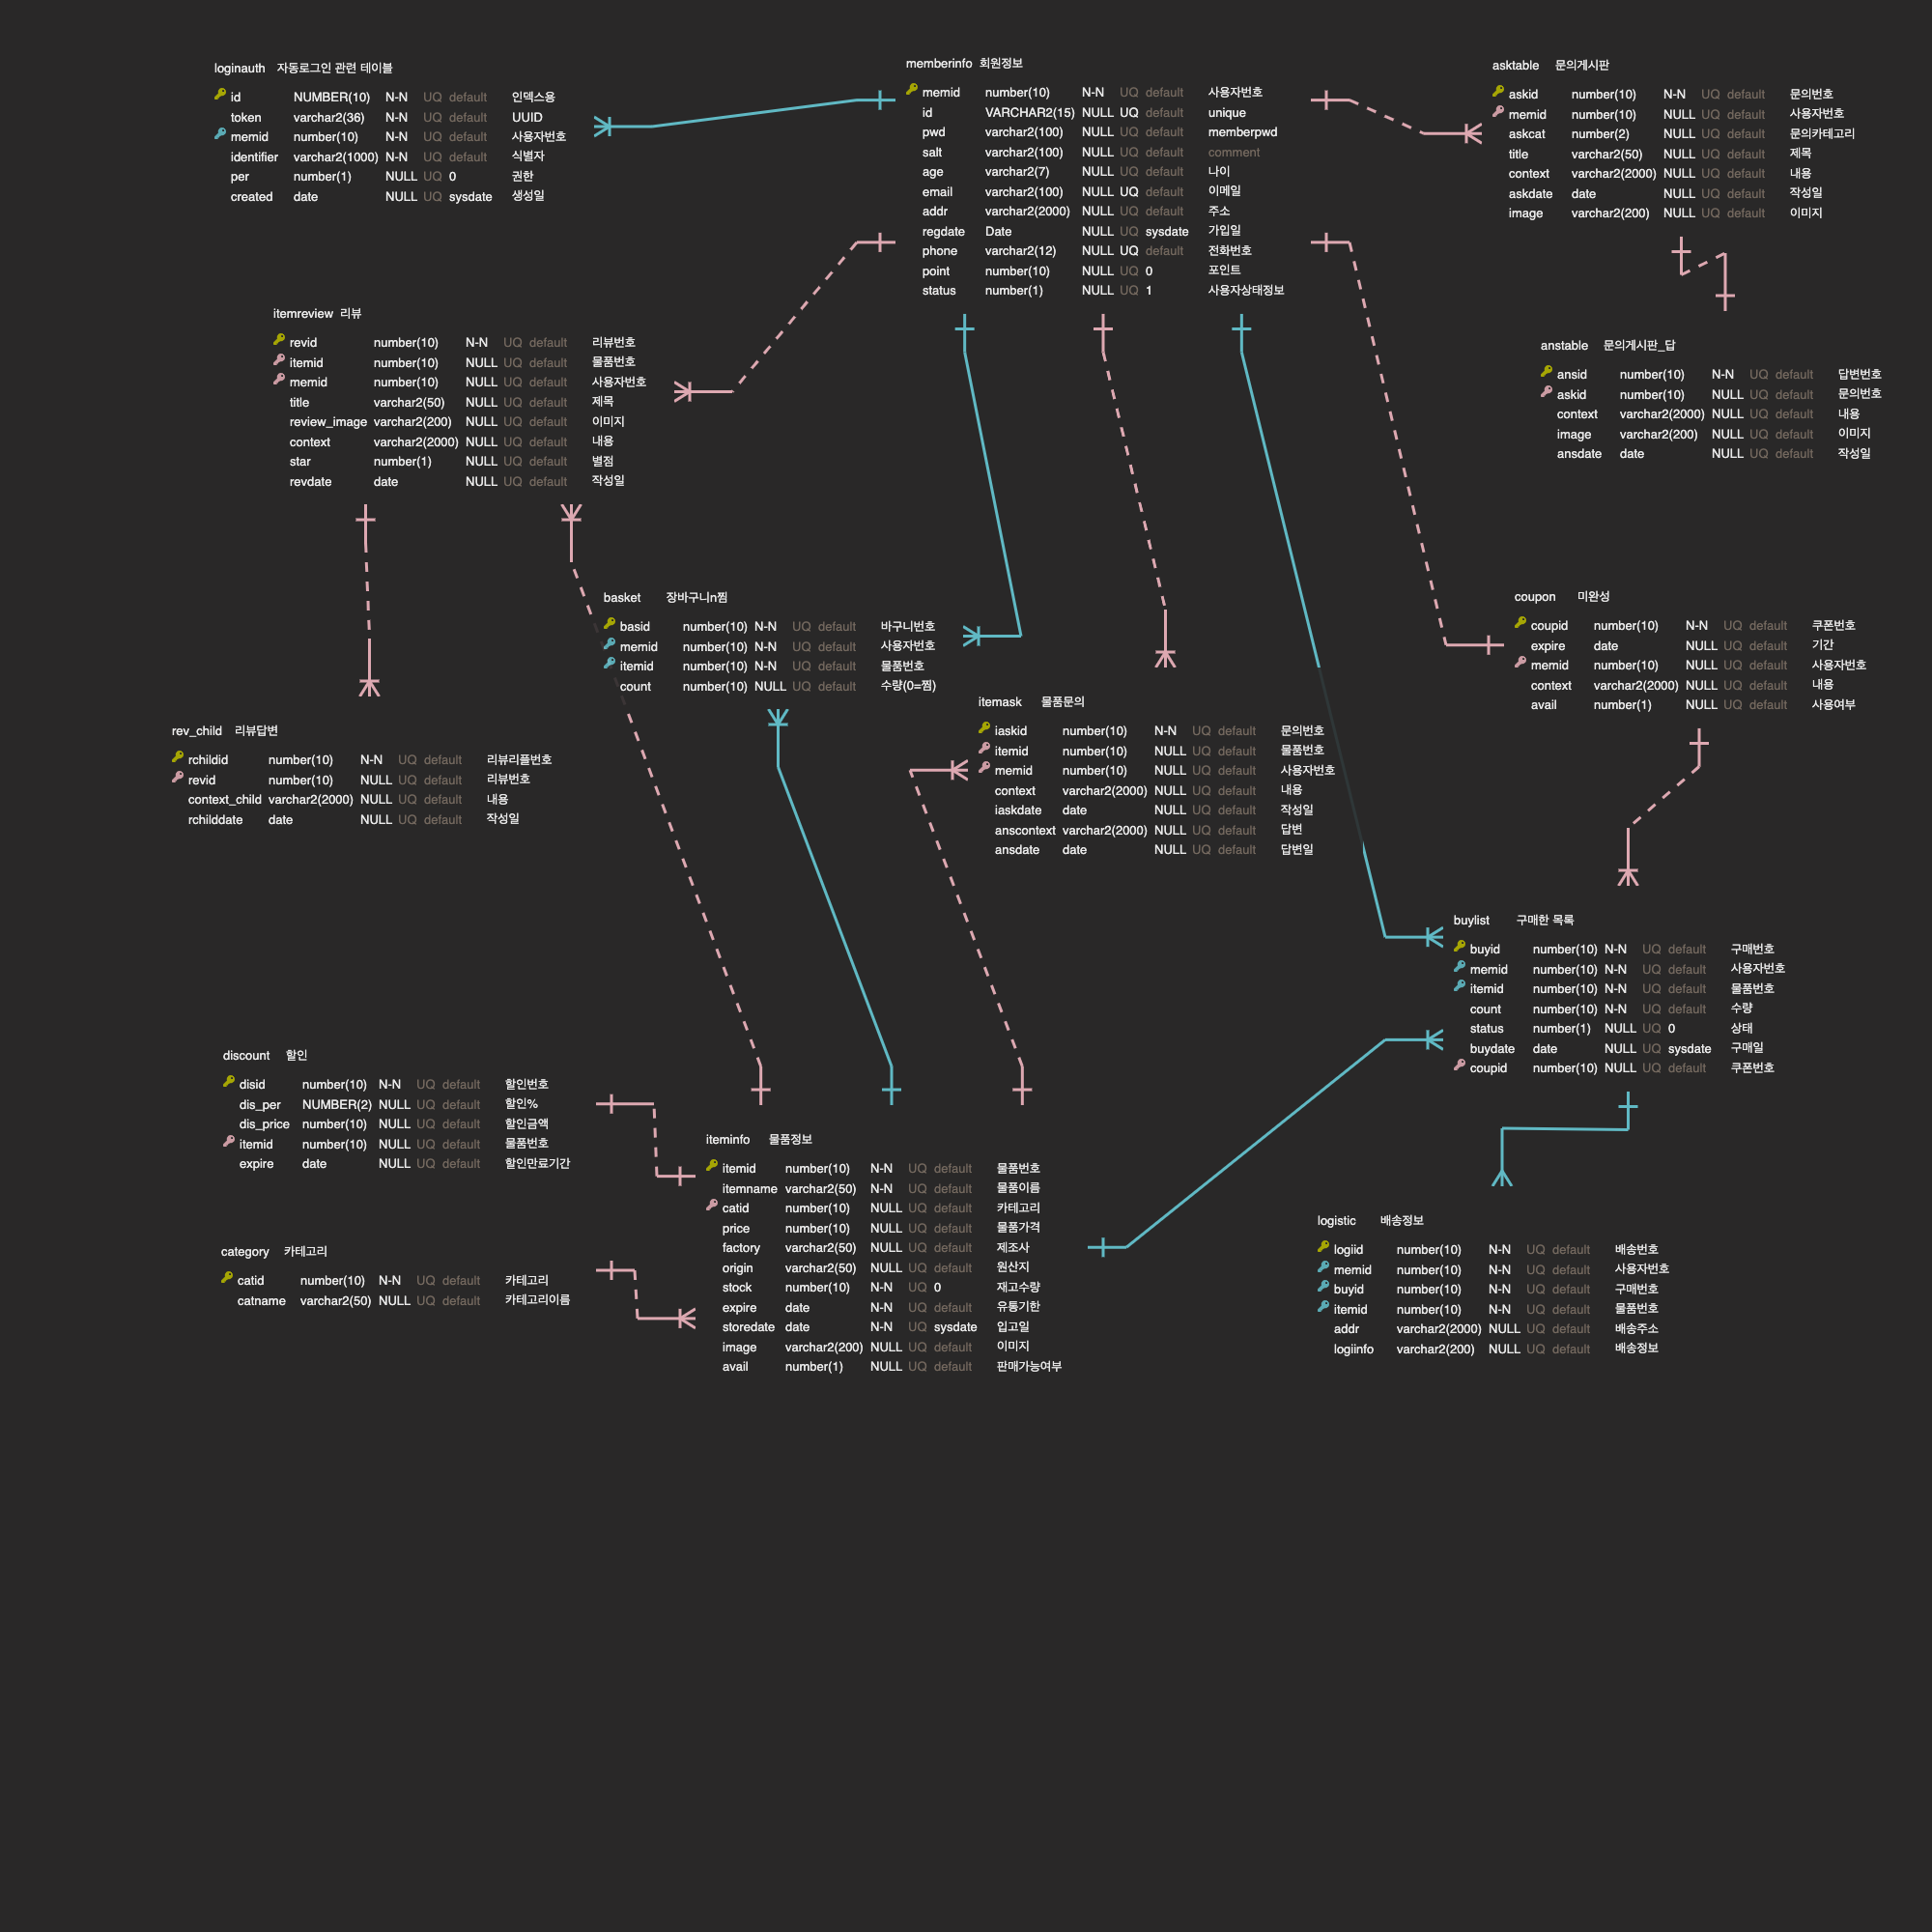 loginauth 자동로그인 관련 테이블
id NUMBER(10) N-N UQ default 인덱스용
token varchar2(36) N-N UQ default UUID
memid number(10) N-N UQ default 사용자번호
identifier varchar2(1000) N-N UQ default 식별자
per number(1) NULL UQ 0 권한
created date NULL UQ sysdate 생성일
memberinfo 회원정보
memid number(10) N-N UQ default 사용자번호
id VARCHAR2(15) NULL UQ default unique
pwd varchar2(100) NULL UQ default memberpwd
salt varchar2(100) NULL UQ default comment
age varchar2(7) NULL UQ default 나이
email varchar2(100) NULL UQ default 이메일
addr varchar2(2000) NULL UQ default 주소
regdate Date NULL UQ sysdate 가입일
phone varchar2(12) NULL UQ default 전화번호
point number(10) NULL UQ 0 포인트
status number(1) NULL UQ 1 사용자상태정보
asktable 문의게시판
askid number(10) N-N UQ default 문의번호
memid number(10) NULL UQ default 사용자번호
askcat number(2) NULL UQ default 문의카테고리
title varchar2(50) NULL UQ default 제목
context varchar2(2000) NULL UQ default 내용
askdate date NULL UQ default 작성일
image varchar2(200) NULL UQ default 이미지
itemreview 리뷰
revid number(10) N-N UQ default 리뷰번호
itemid number(10) NULL UQ default 물품번호
memid number(10) NULL UQ default 사용자번호
title varchar2(50) NULL UQ default 제목
review_image varchar2(200) NULL UQ default 이미지
context varchar2(2000) NULL UQ default 내용
star number(1) NULL UQ default 별점
revdate date NULL UQ default 작성일
anstable 문의게시판_답
ansid number(10) N-N UQ default 답변번호
askid number(10) NULL UQ default 문의번호
context varchar2(2000) NULL UQ default 내용
image varchar2(200) NULL UQ default 이미지
ansdate date NULL UQ default 작성일
basket 장바구니n찜
basid number(10) N-N UQ default 바구니번호
memid number(10) N-N UQ default 사용자번호
itemid number(10) N-N UQ default 물품번호
count number(10) NULL UQ default 수량(0=찜)
coupon 미완성
coupid number(10) N-N UQ default 쿠폰번호
expire date NULL UQ default 기간
memid number(10) NULL UQ default 사용자번호
context varchar2(2000) NULL UQ default 내용
avail number(1) NULL UQ default 사용여부
rev_child 리뷰답변
rchildid number(10) N-N UQ default 리뷰리플번호
revid number(10) NULL UQ default 리뷰번호
context_child varchar2(2000) NULL UQ default 내용
rchilddate date NULL UQ default 작성일
itemask 물품문의
iaskid number(10) N-N UQ default 문의번호
itemid number(10) NULL UQ default 물품번호
memid number(10) NULL UQ default 사용자번호
context varchar2(2000) NULL UQ default 내용
iaskdate date NULL UQ default 작성일
anscontext varchar2(2000) NULL UQ default 답변
ansdate date NULL UQ default 답변일
buylist 구매한 목록
buyid number(10) N-N UQ default 구매번호
memid number(10) N-N UQ default 사용자번호
itemid number(10) N-N UQ default 물품번호
count number(10) N-N UQ default 수량
status number(1) NULL UQ 0 상태
buydate date NULL UQ sysdate 구매일
coupid number(10) NULL UQ default 쿠폰번호
discount 할인
disid number(10) N-N UQ default 할인번호
dis_per NUMBER(2) NULL UQ default 할인%
dis_price number(10) NULL UQ default 할인금액
itemid number(10) NULL UQ default 물품번호
expire date NULL UQ default 할인만료기간
iteminfo 물품정보
itemid number(10) N-N UQ default 물품번호
itemname varchar2(50) N-N UQ default 물품이름
catid number(10) NULL UQ default 카테고리
price number(10) NULL UQ default 물품가격
factory varchar2(50) NULL UQ default 제조사
origin varchar2(50) NULL UQ default 원산지
stock number(10) N-N UQ 0 재고수량
expire date N-N UQ default 유통기한
storedate date N-N UQ sysdate 입고일
image varchar2(200) NULL UQ default 이미지
avail number(1) NULL UQ default 판매가능여부
category 카테고리
catid number(10) N-N UQ default 카테고리
catname varchar2(50) NULL UQ default 카테고리이름
logistic 배송정보
logiid number(10) N-N UQ default 배송번호
memid number(10) N-N UQ default 사용자번호
buyid number(10) N-N UQ default 구매번호
itemid number(10) N-N UQ default 물품번호
addr varchar2(2000) NULL UQ default 배송주소
logiinfo varchar2(200) NULL UQ default 배송정보